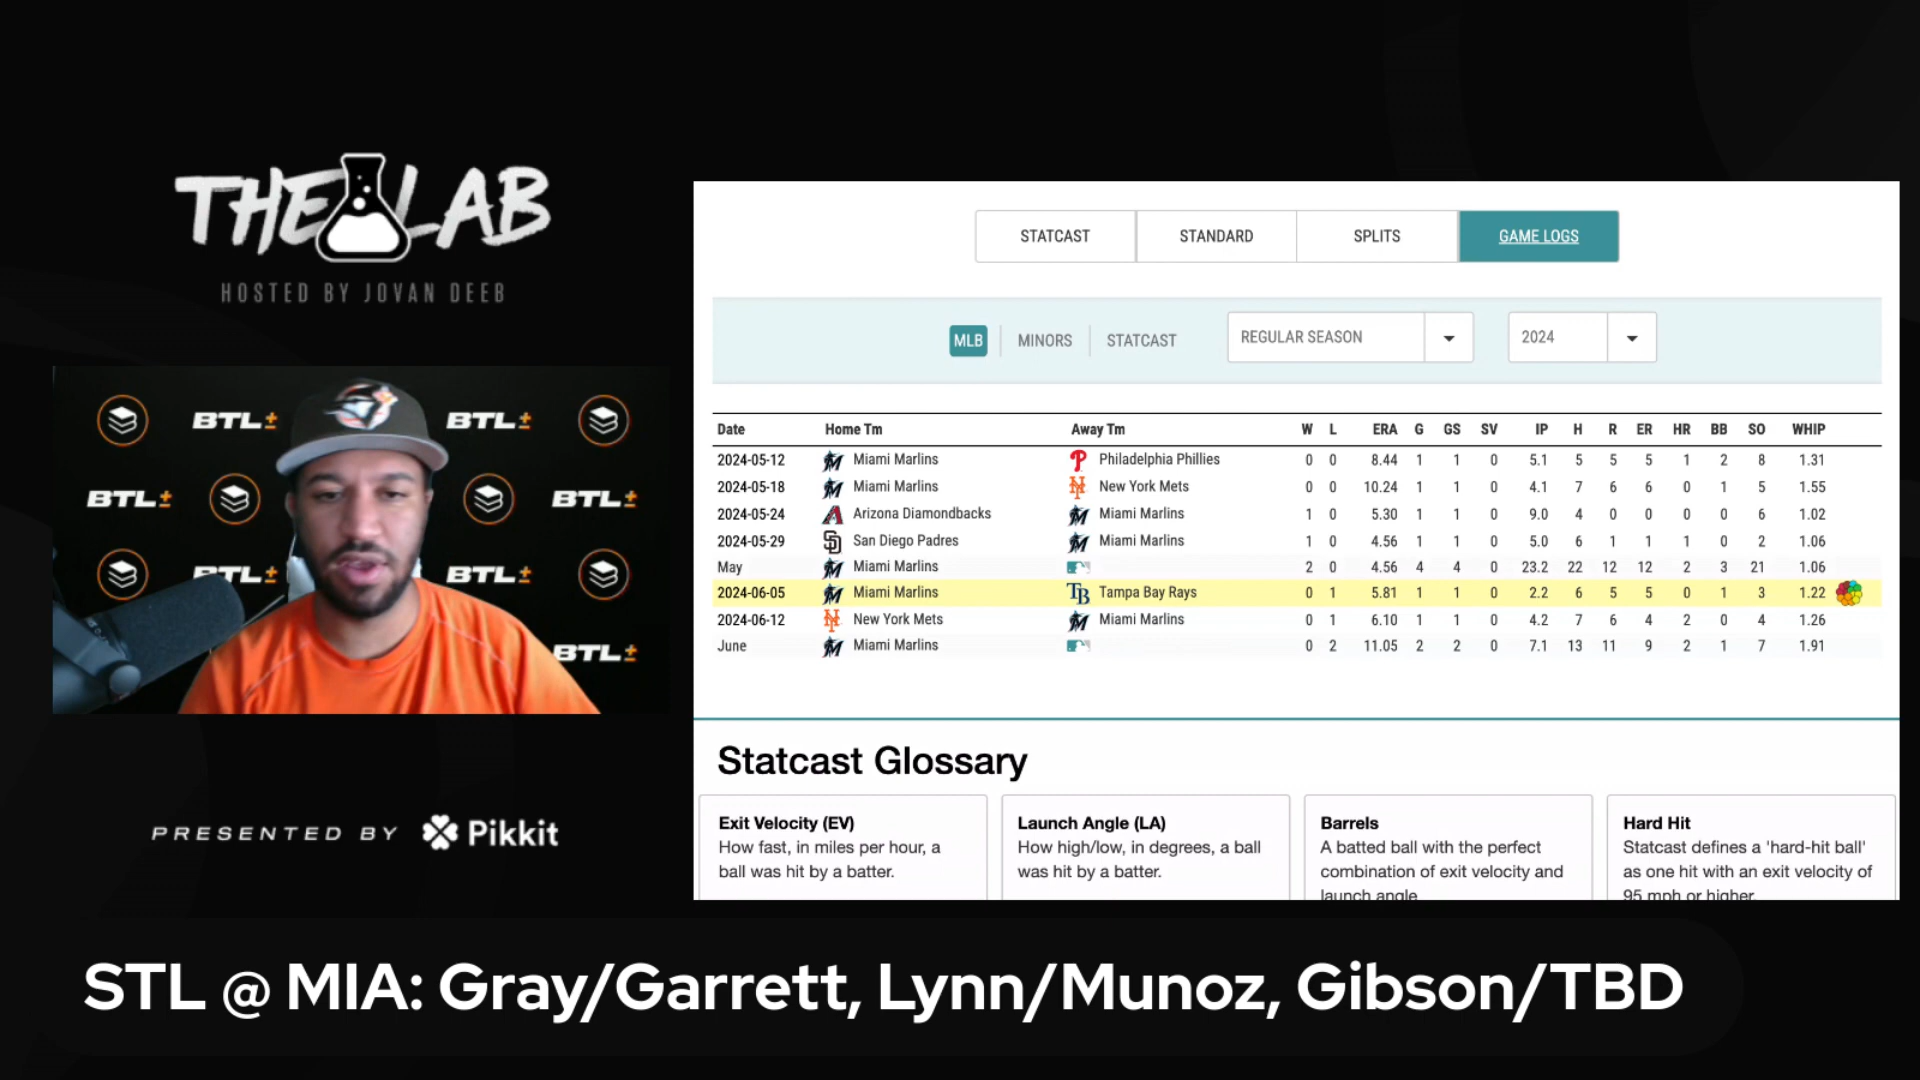 THE LAB
HOSTED BY JOVAN DEEB
BTL± BTL±
BTL± BTL±
BTL± BTL±
BTL±
PRESENTED BY Pikkit
STATCAST STANDARD SPLITS GAME LOGS
MLB MINORS STATCAST REGULAR SEASON 2024
Date Home Tm Away Tm W L ERA G GS SV IP H R ER HR BB SO WHIP
2024-05-12 Miami Marlins Philadelphia Phillies 0 0 8.44 1 1 0 5.1 5 5 5 1 2 8 1.31
2024-05-18 Miami Marlins New York Mets 0 0 10.24 1 1 0 4.1 7 6 6 0 1 5 1.55
2024-05-24 Arizona Diamondbacks Miami Marlins 1 0 5.30 1 1 0 9.0 4 0 0 0 0 6 1.02
2024-05-29 San Diego Padres Miami Marlins 1 0 4.56 1 1 0 5.0 6 1 1 1 0 2 1.06
May Miami Marlins 2 0 4.56 4 4 0 23.2 22 12 12 2 3 21 1.06
2024-06-05 Miami Marlins TB Tampa Bay Rays 0 1 5.81 1 1 0 2.2 6 5 5 0 1 3 1.22
2024-06-12 New York Mets Miami Marlins 0 1 6.10 1 1 0 4.2 7 6 4 2 0 4 1.26
June Miami Marlins 0 2 11.05 2 2 0 7.1 13 11 9 2 1 7 1.91
Statcast Glossary
Exit Velocity (EV)
How fast, in miles per hour, a
ball was hit by a batter.
Launch Angle (LA)
How high/low, in degrees, a ball
was hit by a batter.
Barrels
A batted ball with the perfect
combination of exit velocity and
launch angle
Hard Hit
Statcast defines a 'hard-hit ball'
as one hit with an exit velocity of
95 mph or higher.
STL @ MIA: Gray/Garrett, Lynn/Munoz, Gibson/TBD